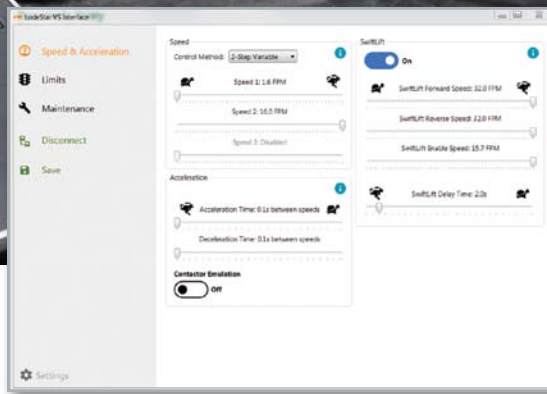 LodeStar VS Interface
Speed & Acceleration
Limits
Maintenance
Disconnect
Save
Settings
Speed
Control Method: 2-Step Variable
Speed 1: 1.6 FPM
Speed 2: 16.0 FPM
Speed 3: Disabled
Acceleration
Acceleration Time: 0.1s between speeds
Deceleration Time: 0.1s between speeds
Contactor Emulation
Off
SwiftLift
On
SwiftLift Forward Speed: 32.0 FPM
SwiftLift Reverse Speed: 32.0 FPM
SwiftLift Enable Speed: 15.7 FPM
SwiftLift Delay Time: 2.0s